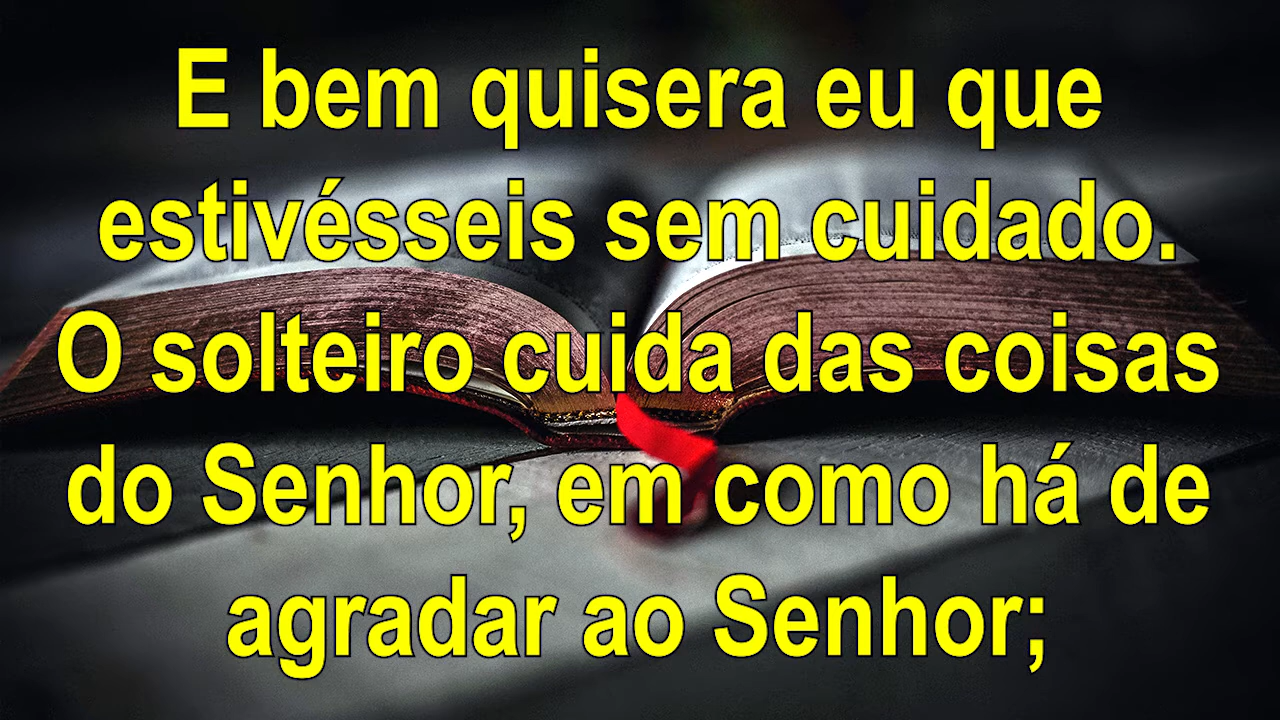 E bem quisera eu que
estivésseis sem cuidado.
O solteiro cuida das coisas
do Senhor, em como há de
agradar ao Senhor;